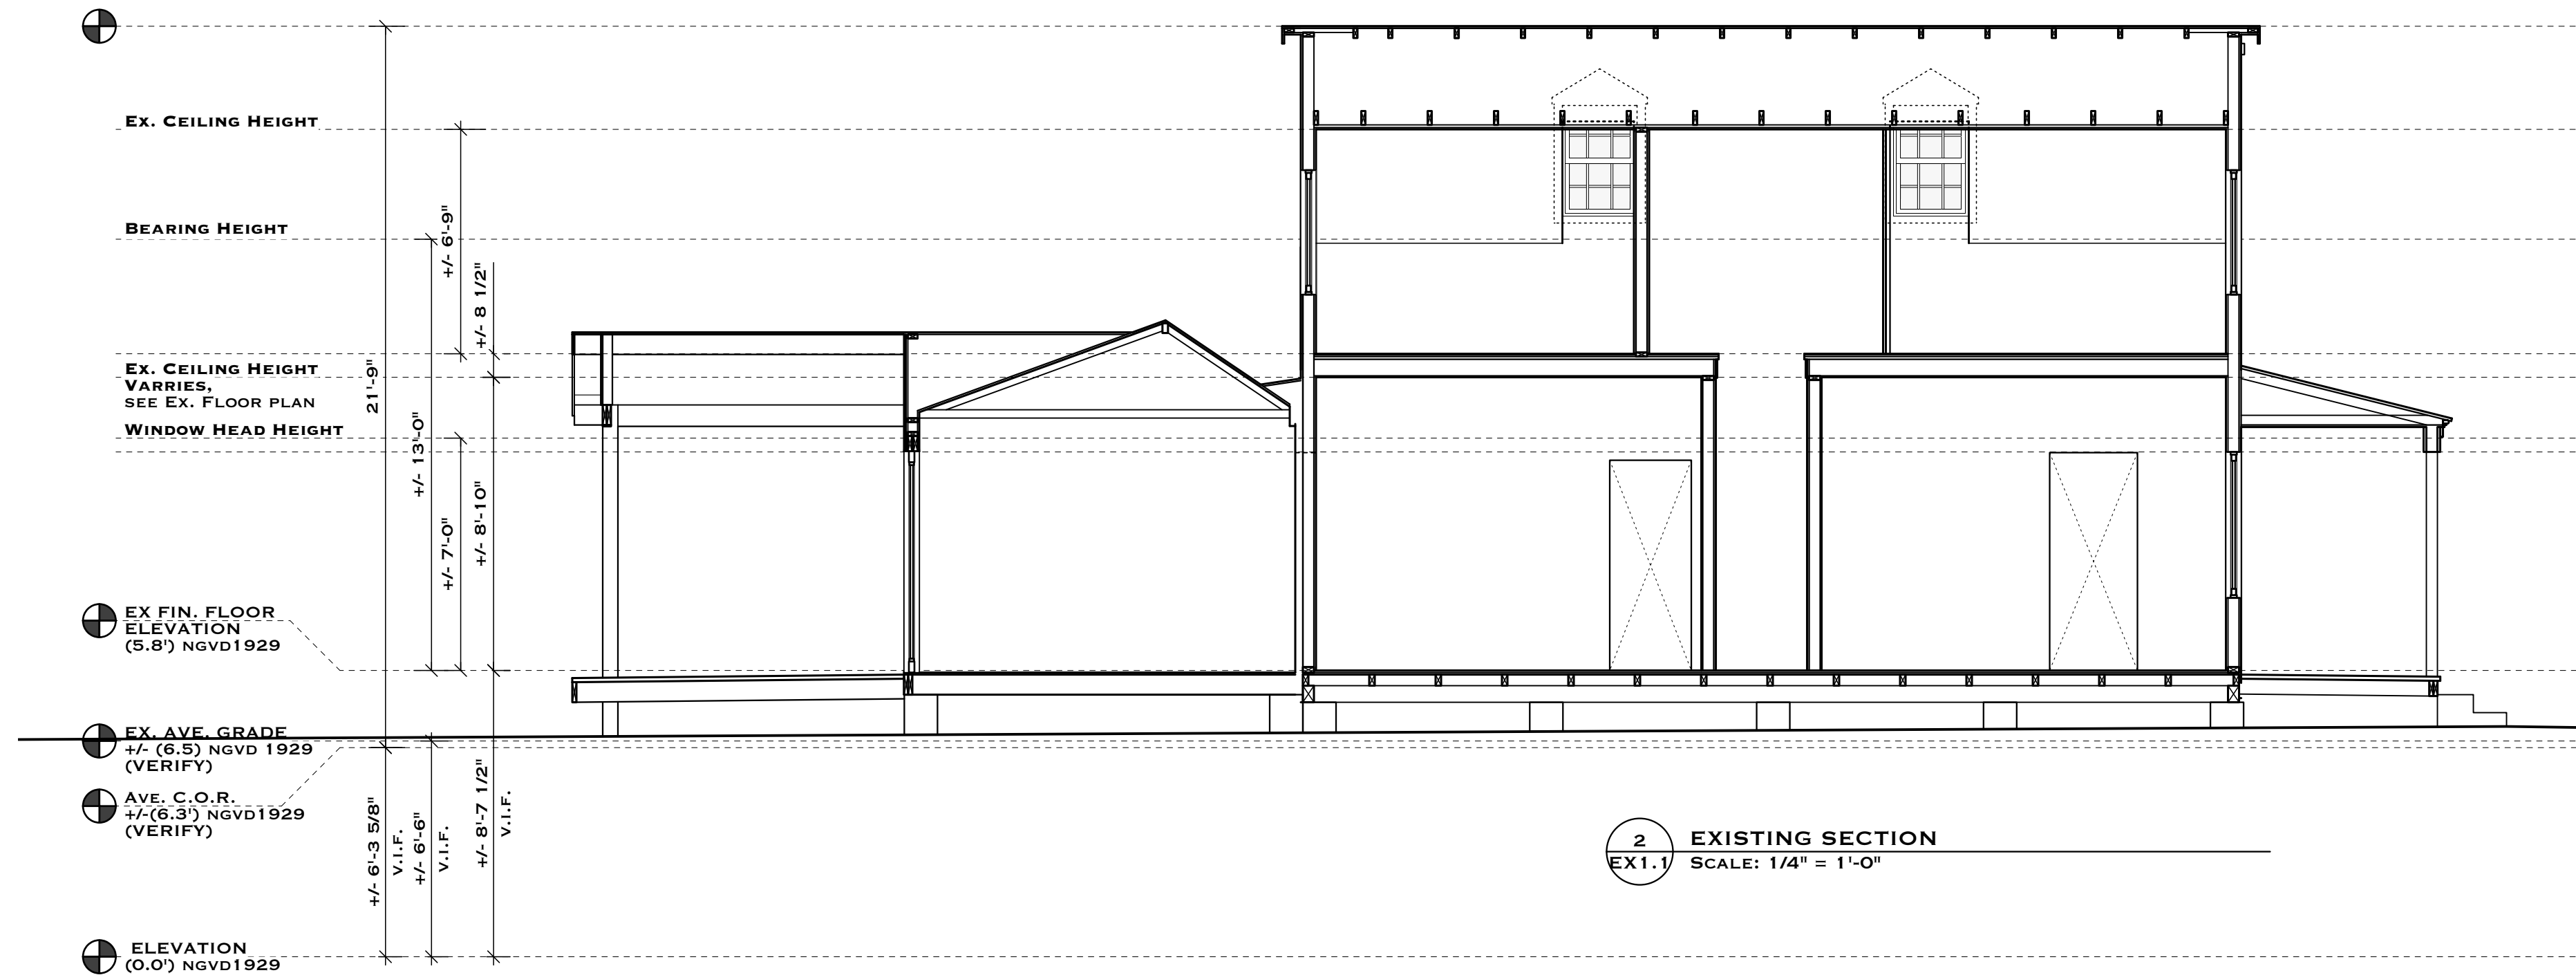 Ex. Ceiling Height
Bearing Height
Ex. Ceiling Height
Varries,
see Ex. Floor plan
Window Head Height
EX FIN. FLOOR
ELEVATION
(5.8') NGVD1929
EX. AVE. GRADE
+/- (6.5) NGVD 1929
(VERIFY)
Ave. C.O.R.
+/-(6.3') NGVD1929
(VERIFY)
ELEVATION
(0.0') NGVD1929
21'-9"
+/- 13'-0"
+/- 6'-9"
+/- 7'-0"
+/- 8 1/2"
+/- 8'-10"
+/- 6'-3 5/8"
V.I.F.
+/- 6'-6"
V.I.F.
+/- 8'-7 1/2"
V.I.F.
2
EX1.1
EXISTING SECTION
Scale: 1/4" = 1'-0"